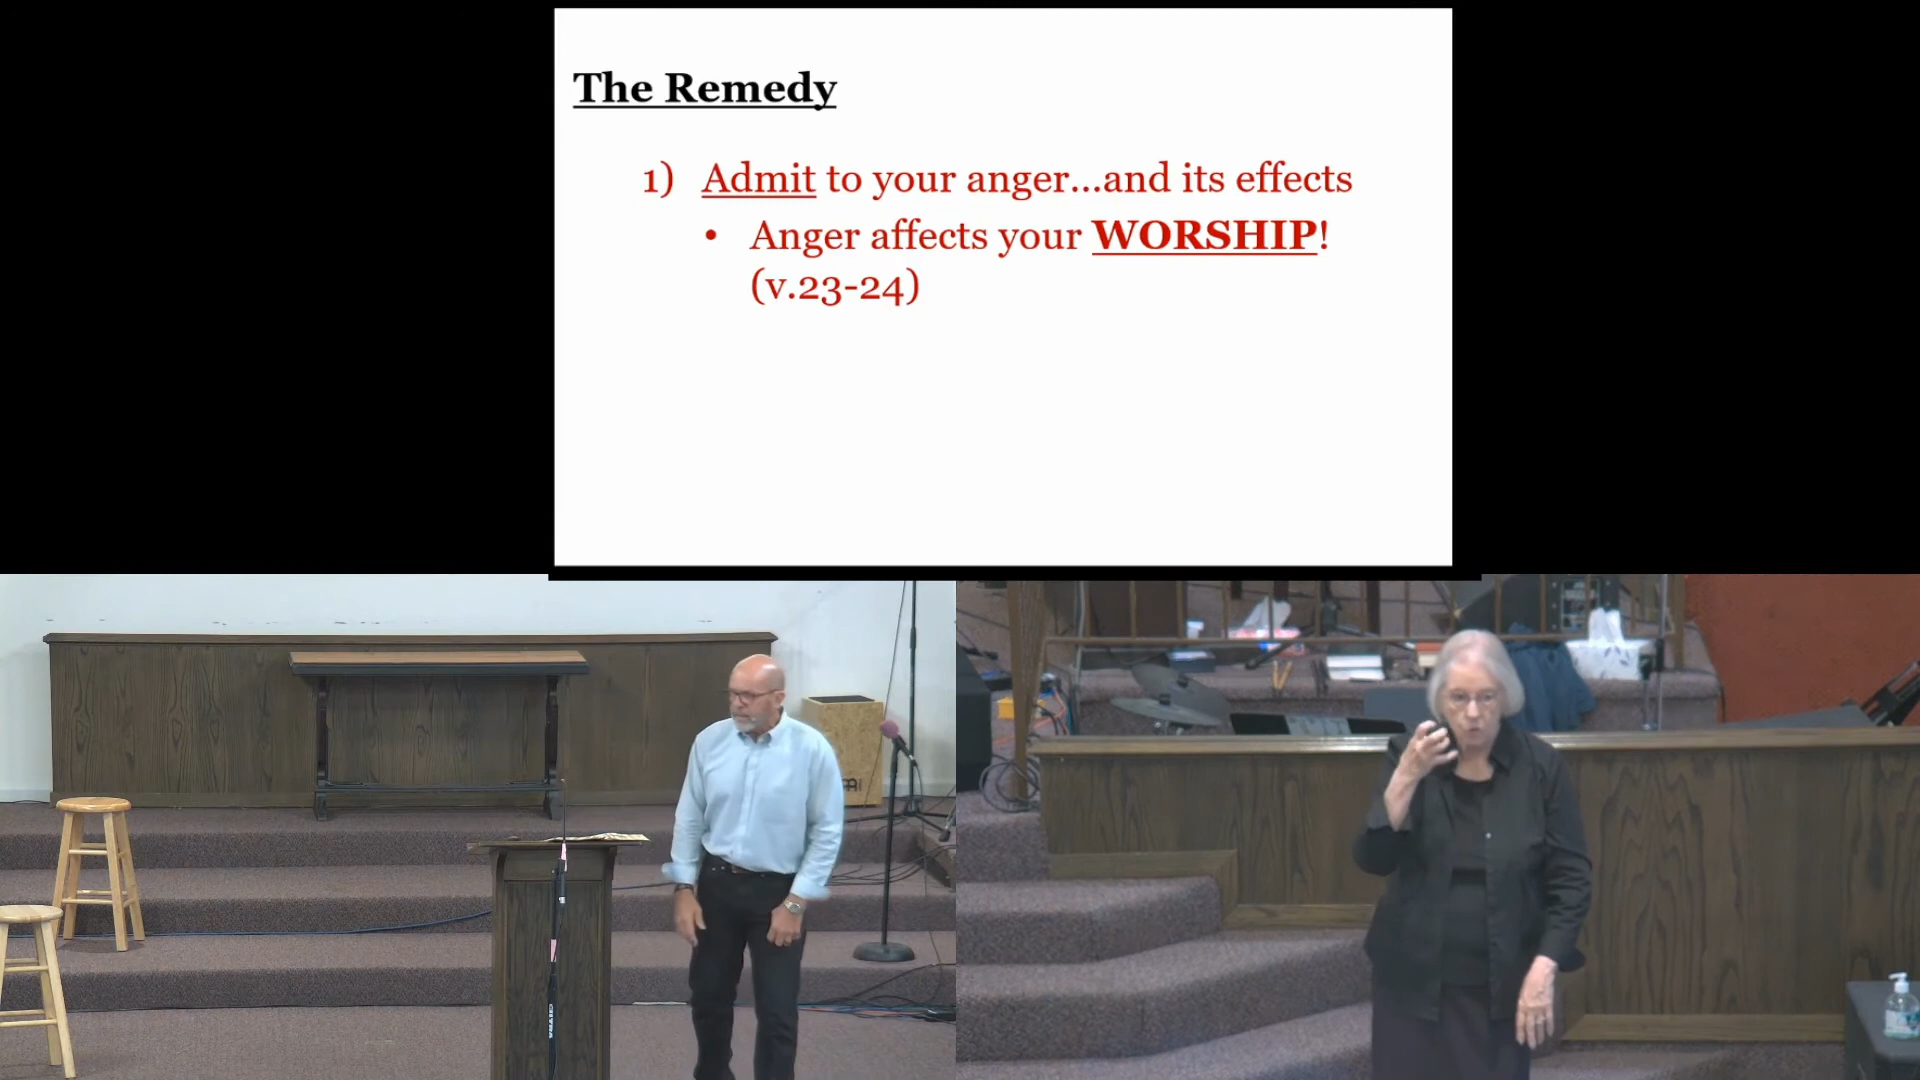 The Remedy
1) Admit to your anger...and its effects
• Anger affects your WORSHIP!
(v.23-24)